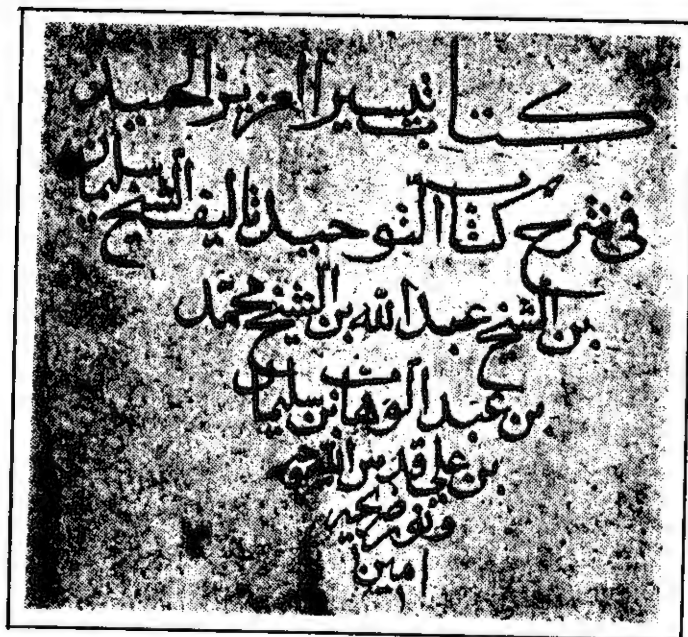 كتاب تيسير العزيز الحميد
في شرح كتاب التوحيد تاليف الشيخ سليمان
بن الشيخ عبد الله بن الشيخ محمد
بن عبد الوهاب بن سليمان
بن علي قدس الله روحه
ونور ضريحه
امين